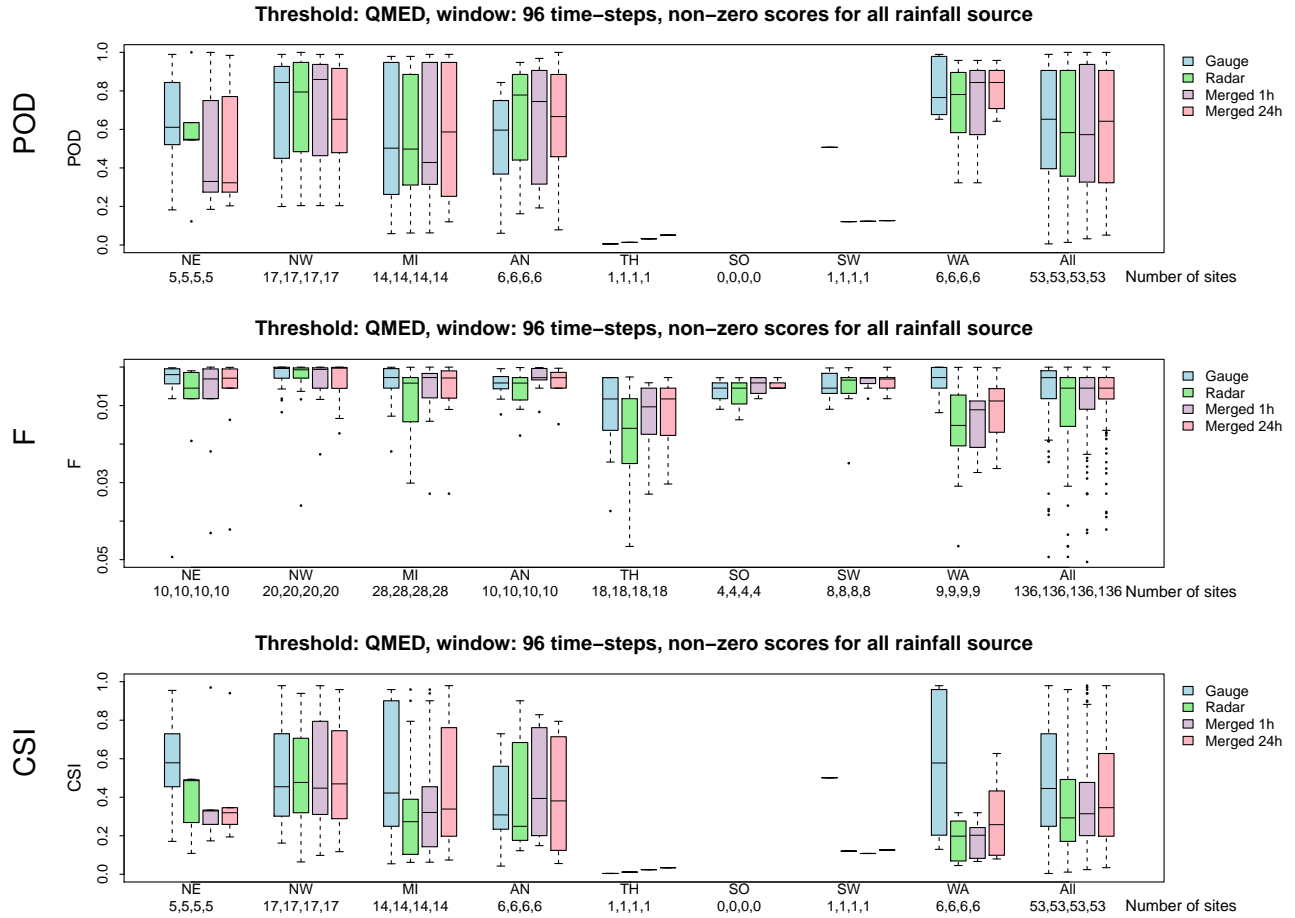 Threshold: QMED, window: 96 time−steps, non−zero scores for all rainfall source
POD
POD
1.0
0.8
0.6
0.4
0.2
0.0
Gauge
Radar
Merged 1h
Merged 24h
NE NW MI AN TH SO SW WA All
5,5,5,5 17,17,17,17 14,14,14,14 6,6,6,6 1,1,1,1 0,0,0,0 1,1,1,1 6,6,6,6 53,53,53,53 Number of sites
Threshold: QMED, window: 96 time−steps, non−zero scores for all rainfall source
F
F
0.01
0.03
0.05
Gauge
Radar
Merged 1h
Merged 24h
NE NW MI AN TH SO SW WA All
10,10,10,10 20,20,20,20 28,28,28,28 10,10,10,10 18,18,18,18 4,4,4,4 8,8,8,8 9,9,9,9 136,136,136,136 Number of sites
Threshold: QMED, window: 96 time−steps, non−zero scores for all rainfall source
CSI
CSI
1.0
0.8
0.6
0.4
0.2
0.0
Gauge
Radar
Merged 1h
Merged 24h
NE NW MI AN TH SO SW WA All
5,5,5,5 17,17,17,17 14,14,14,14 6,6,6,6 1,1,1,1 0,0,0,0 1,1,1,1 6,6,6,6 53,53,53,53 Number of sites